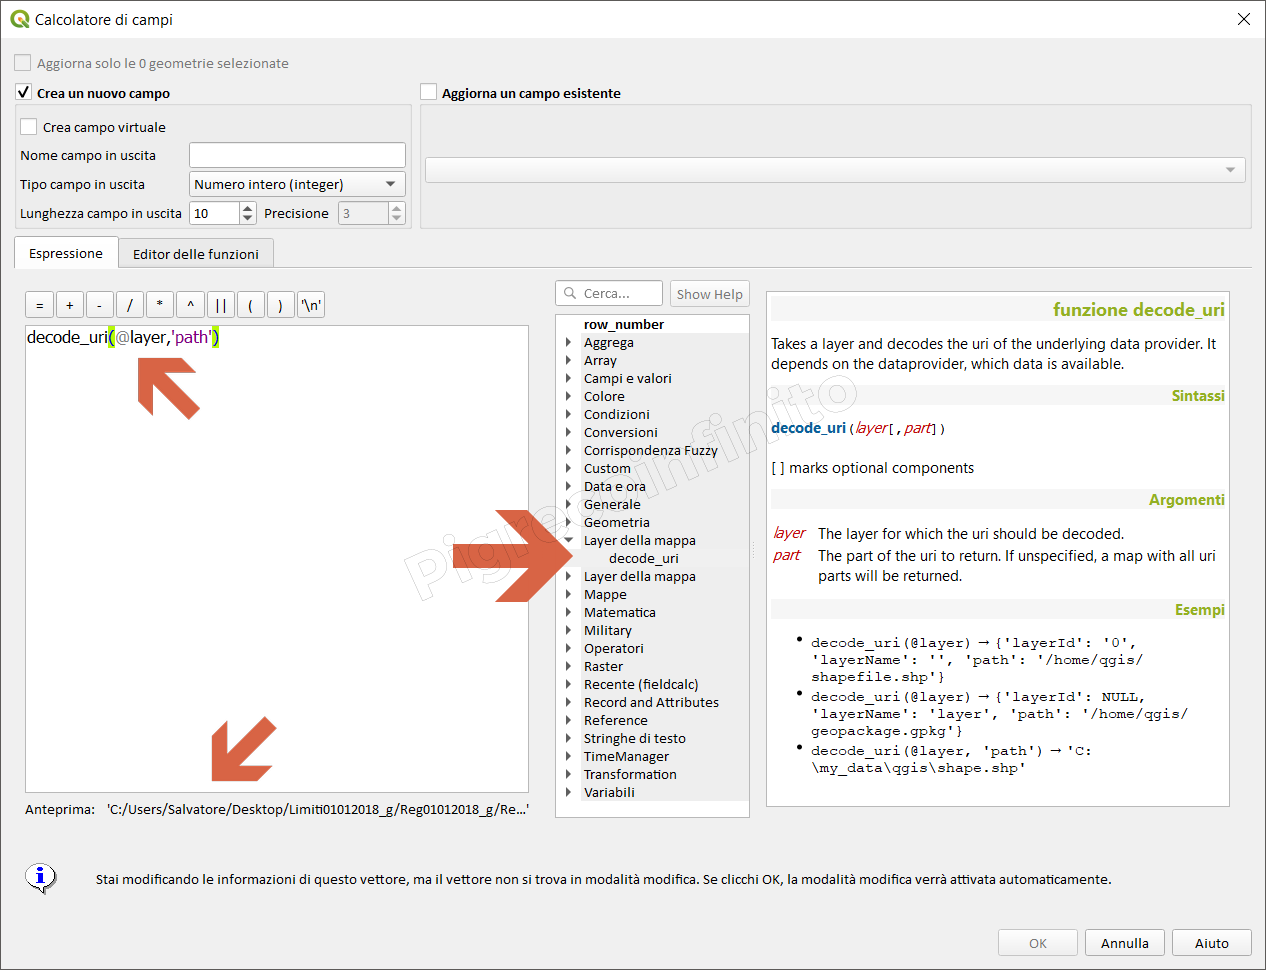 Calcolatore di campi
Aggiorna solo le 0 geometrie selezionate
Crea un nuovo campo
Aggiorna un campo esistente
Crea campo virtuale
Nome campo in uscita
Tipo campo in uscita
Numero intero (integer)
Lunghezza campo in uscita
10
Precisione
3
Espressione
Editor delle funzioni
=
+
-
/
*
^
||
(
)
'\n'
decode_uri(@layer,'path')
Anteprima: 'C:/Users/Salvatore/Desktop/Limiti01012018_g/Reg01012018_g/Re...'
Cerca...
Show Help
row_number
Aggrega
Array
Campi e valori
Colore
Condizioni
Conversioni
Corrispondenza Fuzzy
Custom
Data e ora
Generale
Geometria
Layer della mappa
decode_uri
Layer della mappa
Mappe
Matematica
Military
Operatori
Raster
Recente (fieldcalc)
Record and Attributes
Reference
Stringhe di testo
TimeManager
Transformation
Variabili
funzione decode_uri
Takes a layer and decodes the uri of the underlying data provider. It
depends on the dataprovider, which data is available.
Sintassi
decode_uri(layer[,part])
[ ] marks optional components
Argomenti
layer The layer for which the uri should be decoded.
part The part of the uri to return. If unspecified, a map with all uri
parts will be returned.
Esempi
• decode_uri(@layer) → {'layerId': '0',
'layerName': '', 'path': '/home/qgis/
shapefile.shp'}
• decode_uri(@layer) → {'layerId': NULL,
'layerName': 'layer', 'path': '/home/qgis/
geopackage.gpkg'}
• decode_uri(@layer, 'path') → 'C:
\my_data\qgis\shape.shp'
Pigrecoinfinito
Stai modificando le informazioni di questo vettore, ma il vettore non si trova in modalità modifica. Se clicchi OK, la modalità modifica verrà attivata automaticamente.
OK
Annulla
Aiuto